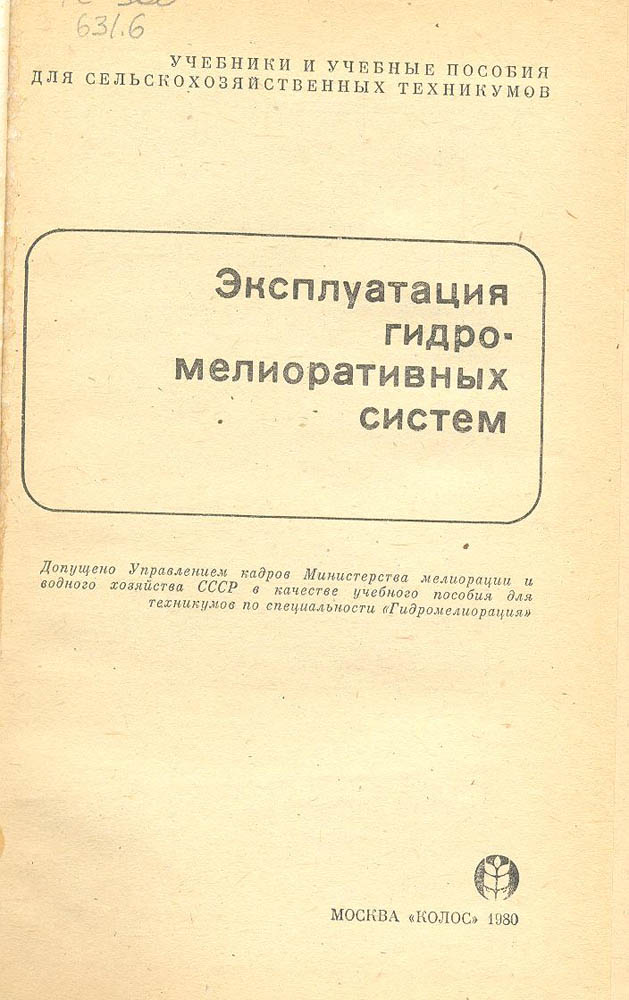 631.6
УЧЕБНИКИ И УЧЕБНЫЕ ПОСОБИЯ
ДЛЯ СЕЛЬСКОХОЗЯЙСТВЕННЫХ ТЕХНИКУМОВ
Эксплуатация
гидро-
мелиоративных
систем
Допущено Управлением кадров Министерства мелиорации и
водного хозяйства СССР в качестве учебного пособия для
техникумов по специальности «Гидромелиорация»
МОСКВА «КОЛОС» 1980